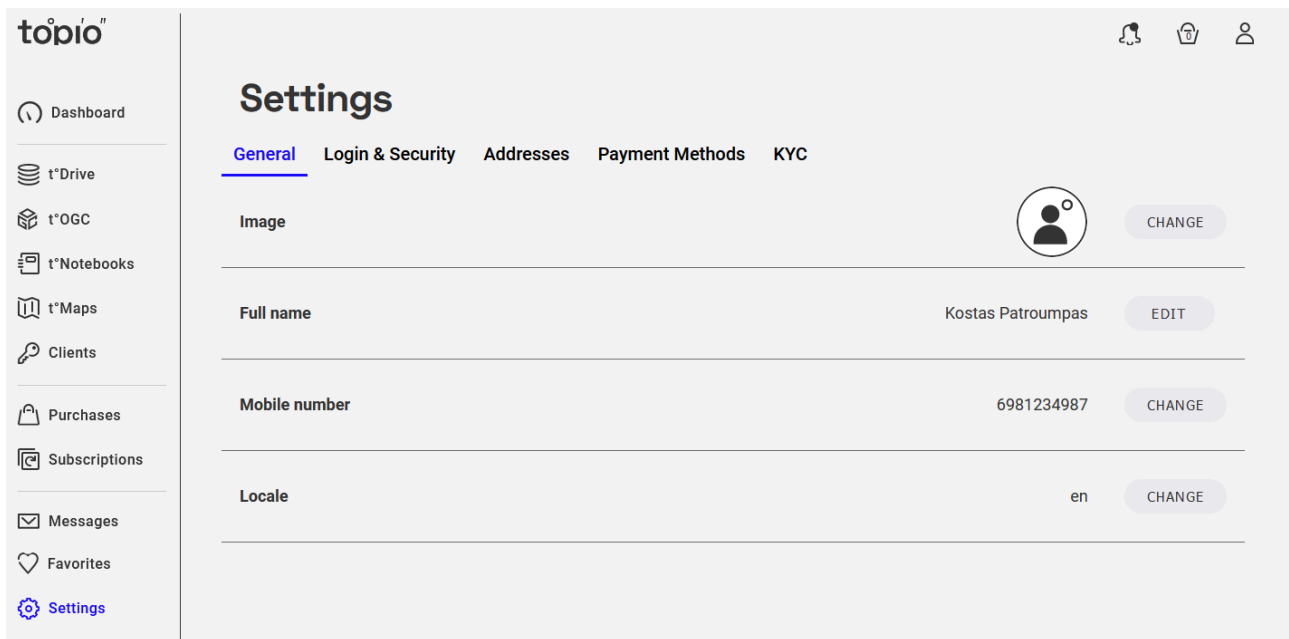 topio
0
Settings
Dashboard
General Login & Security Addresses Payment Methods KYC
t°Drive
t°OGC
t°Notebooks
t°Maps
Clients
Purchases
Subscriptions
Messages
Favorites
Settings
Image CHANGE
Full name Kostas Patroumpas EDIT
Mobile number 6981234987 CHANGE
Locale en CHANGE